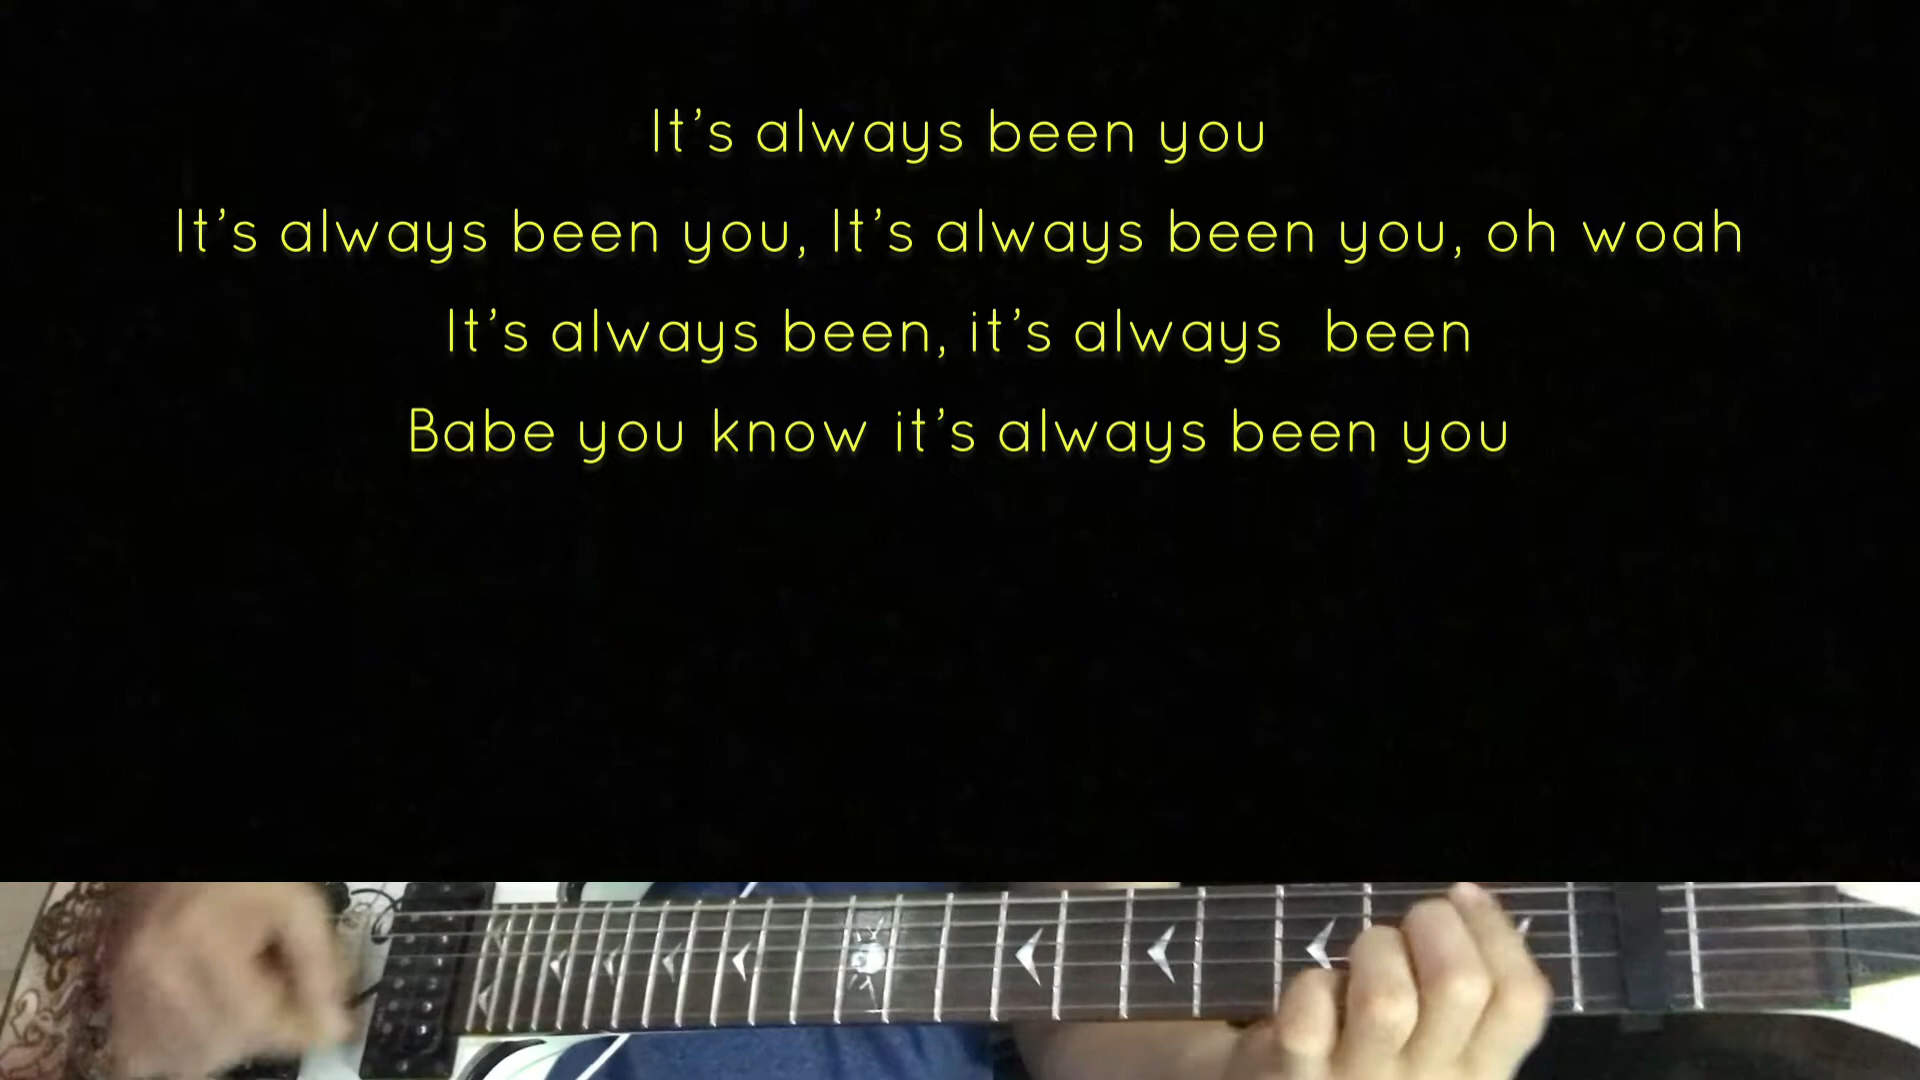 It’s always been you
It’s always been you, It’s always been you, oh woah
It’s always been, it’s always  been
Babe you know it’s always been you